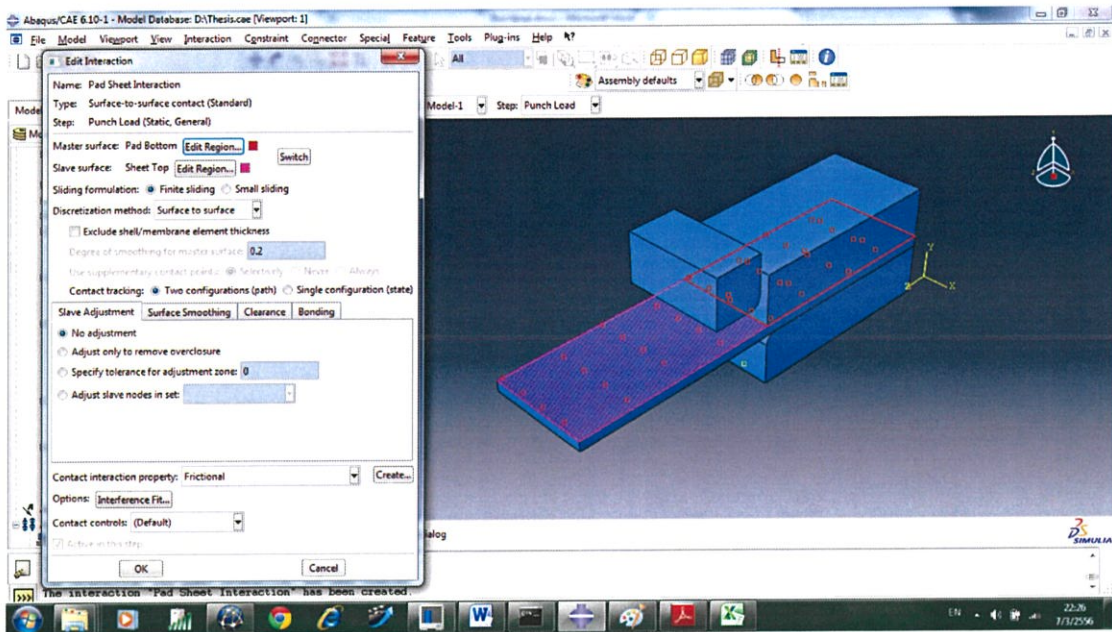 Abaqus/CAE 6.10-1 - Model Database: D:\Thesis.cae [Viewport: 1]
File Model Viewport View Interaction Constraint Connector Special Feature Tools Plug-ins Help
Edit Interaction
All
Assembly defaults
Name: Pad Sheet Interaction
Type: Surface-to-surface contact (Standard)
Model-1 Step: Punch Load
Step: Punch Load (Static, General)
Master surface: Pad Bottom Edit Region...
Switch
Slave surface: Sheet Top Edit Region...
Sliding formulation: Finite sliding Small sliding
Discretization method: Surface to surface
Exclude shell/membrane element thickness
Degree of smoothing for master surface: 0.2
Use supplementary contact points: Selectively Never Always
Contact tracking: Two configurations (path) Single configuration (state)
Slave Adjustment Surface Smoothing Clearance Bonding
No adjustment
Adjust only to remove overclosure
Specify tolerance for adjustment zone: 0
Adjust slave nodes in set:
Contact interaction property: Frictional Create...
Options: Interference Fit...
Contact controls: (Default)
Active in this step
OK Cancel
Y
X
Z
SIMULIA
The interaction "Pad Sheet Interaction" has been created.
EN
22:26
7/3/2556